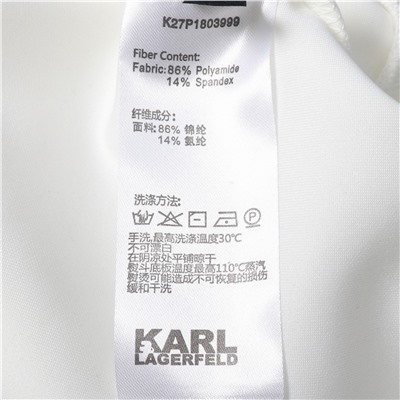 K27P1803999
Fiber Content:
Fabric: 86% Polyamide
14% Spandex
纤维成分:
面料: 86% 锦纶
14% 氨纶
洗涤方法:
手洗,最高洗涤温度30℃
不可漂白
在阴凉处平铺晾干
熨斗底板温度最高110℃蒸汽
熨烫可能造成不可恢复的损伤
缓和干洗
KARL
LAGERFELD